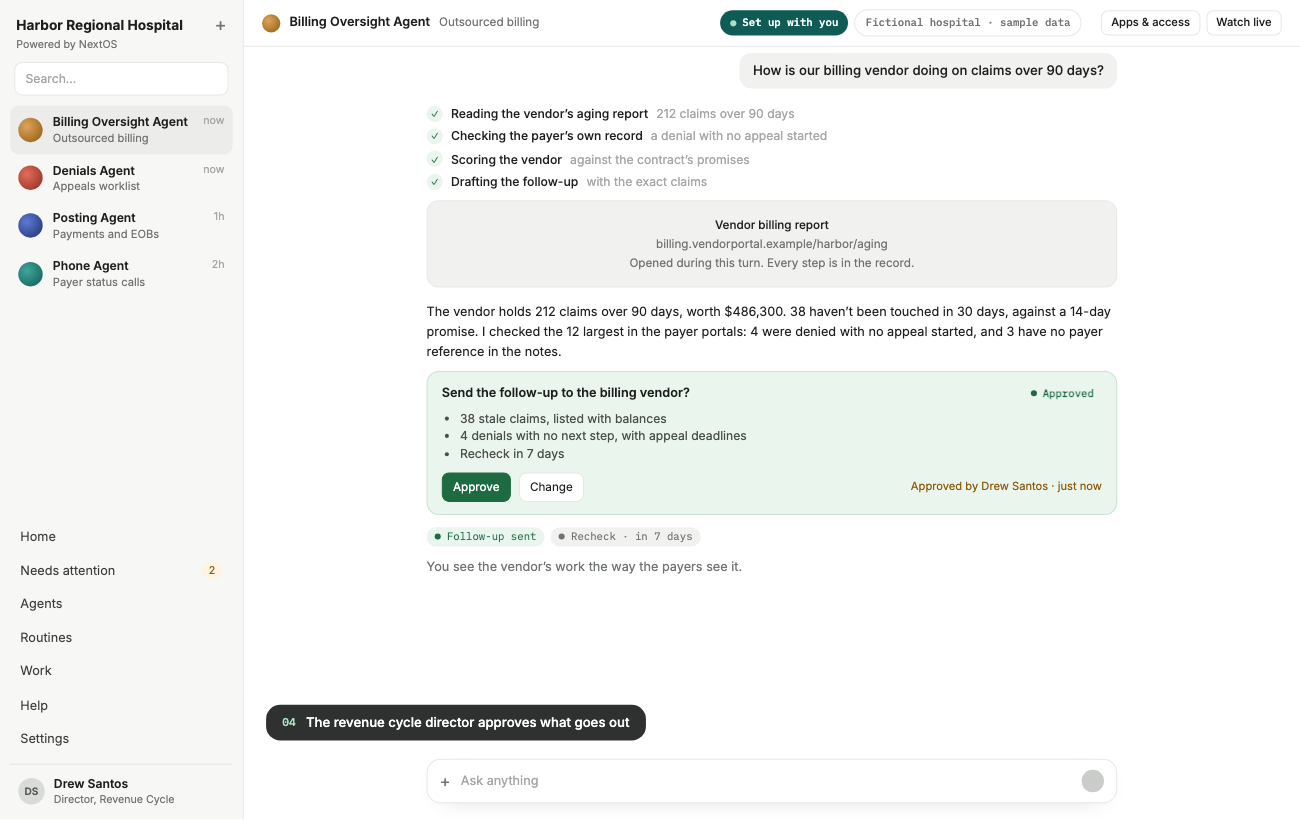 Harbor Regional Hospital
+
Powered by NextOS
Search...
Billing Oversight Agent now
Outsourced billing
Denials Agent now
Appeals worklist
Posting Agent 1h
Payments and EOBs
Phone Agent 2h
Payer status calls
Home
Needs attention 2
Agents
Routines
Work
Help
Settings
DS
Drew Santos
Director, Revenue Cycle
Billing Oversight Agent Outsourced billing
Set up with you
Fictional hospital · sample data
Apps & access
Watch live
How is our billing vendor doing on claims over 90 days?
✓ Reading the vendor’s aging report 212 claims over 90 days
✓ Checking the payer’s own record a denial with no appeal started
✓ Scoring the vendor against the contract’s promises
✓ Drafting the follow-up with the exact claims
Vendor billing report
billing.vendorportal.example/harbor/aging
Opened during this turn. Every step is in the record.
The vendor holds 212 claims over 90 days, worth $486,300. 38 haven’t been touched in 30 days, against a 14-day
promise. I checked the 12 largest in the payer portals: 4 were denied with no appeal started, and 3 have no payer
reference in the notes.
Send the follow-up to the billing vendor?
Approved
• 38 stale claims, listed with balances
• 4 denials with no next step, with appeal deadlines
• Recheck in 7 days
Approve
Change
Approved by Drew Santos · just now
Follow-up sent
Recheck · in 7 days
You see the vendor’s work the way the payers see it.
04 The revenue cycle director approves what goes out
+ Ask anything